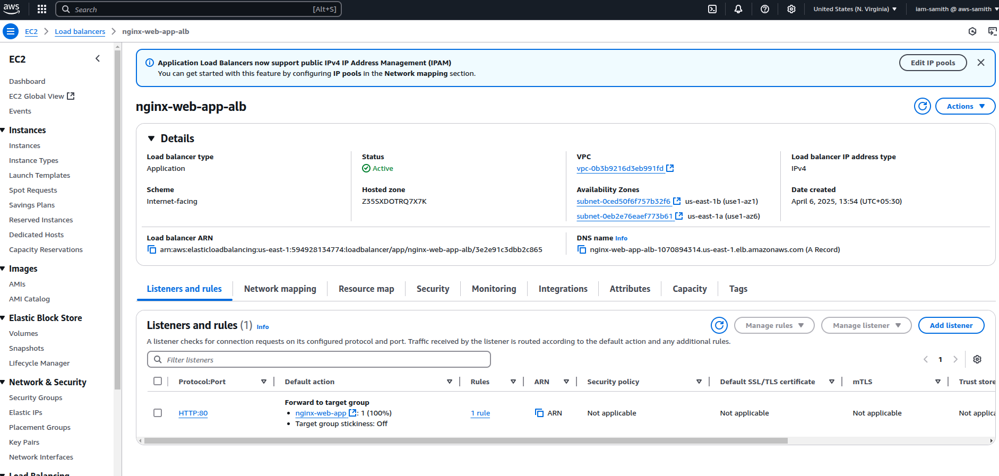 aws
Search [Alt+S]
United States (N. Virginia)
iam-samith @ aws-samith
EC2
Load balancers
nginx-web-app-alb
EC2
Dashboard
EC2 Global View
Events
Instances
Instances
Instance Types
Launch Templates
Spot Requests
Savings Plans
Reserved Instances
Dedicated Hosts
Capacity Reservations
Images
AMIs
AMI Catalog
Elastic Block Store
Volumes
Snapshots
Lifecycle Manager
Network & Security
Security Groups
Elastic IPs
Placement Groups
Key Pairs
Network Interfaces
Load Balancing
Application Load Balancers now support public IPv4 IP Address Management (IPAM)
You can get started with this feature by configuring IP pools in the Network mapping section.
Edit IP pools
nginx-web-app-alb
Actions
Details
Load balancer type
Application
Status
Active
VPC
vpc-0b3b9216d3eb991fd
Load balancer IP address type
IPv4
Scheme
Internet-facing
Hosted zone
Z35SXDOTRQ7X7K
Availability Zones
subnet-0ced50f6f757b32f6 us-east-1b (use1-az1)
subnet-0eb2e76eaef773b61 us-east-1a (use1-az6)
Date created
April 6, 2025, 13:54 (UTC+05:30)
Load balancer ARN
arn:aws:elasticloadbalancing:us-east-1:594928134774:loadbalancer/app/nginx-web-app-alb/3e2e91c3dbb2c865
DNS name Info
nginx-web-app-alb-1070894314.us-east-1.elb.amazonaws.com (A Record)
Listeners and rules
Network mapping
Resource map
Security
Monitoring
Integrations
Attributes
Capacity
Tags
Listeners and rules (1) Info
Manage rules
Manage listener
Add listener
A listener checks for connection requests on its configured protocol and port. Traffic received by the listener is routed according to the default action and any additional rules.
Filter listeners
1
Protocol:Port
Default action
Rules
ARN
Security policy
Default SSL/TLS certificate
mTLS
Trust store
HTTP:80
Forward to target group
• nginx-web-app : 1 (100%)
• Target group stickiness: Off
1 rule
ARN
Not applicable
Not applicable
Not applicable
Not applica